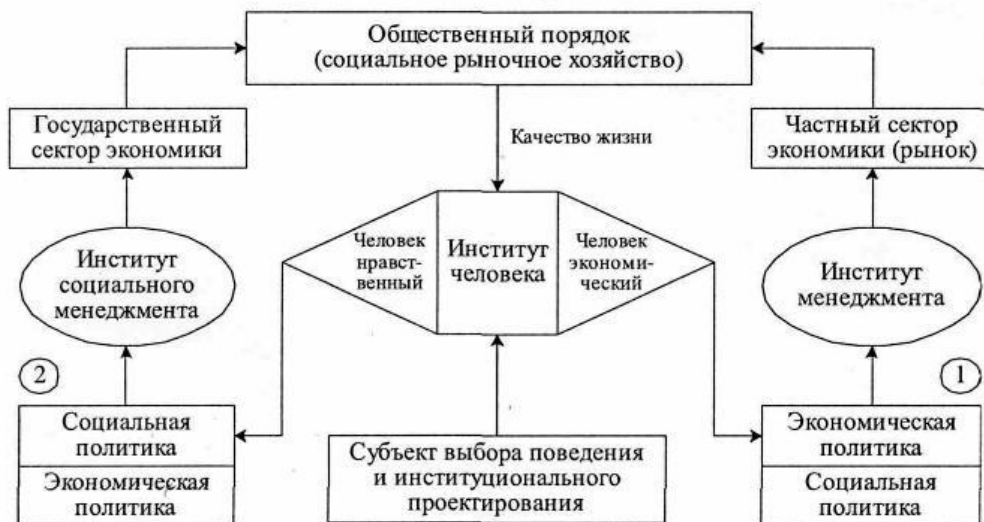 Общественный порядок
(социальное рыночное хозяйство)
Государственный
сектор экономики
Качество жизни
Частный сектор
экономики (рынок)
Институт
социального
менеджмента
Человек
нравст-
венный
Институт
человека
Человек
экономи-
ческий
Институт
менеджмента
2
1
Социальная
политика
Экономическая
политика
Субъект выбора поведения
и институционального
проектирования
Экономическая
политика
Социальная
политика